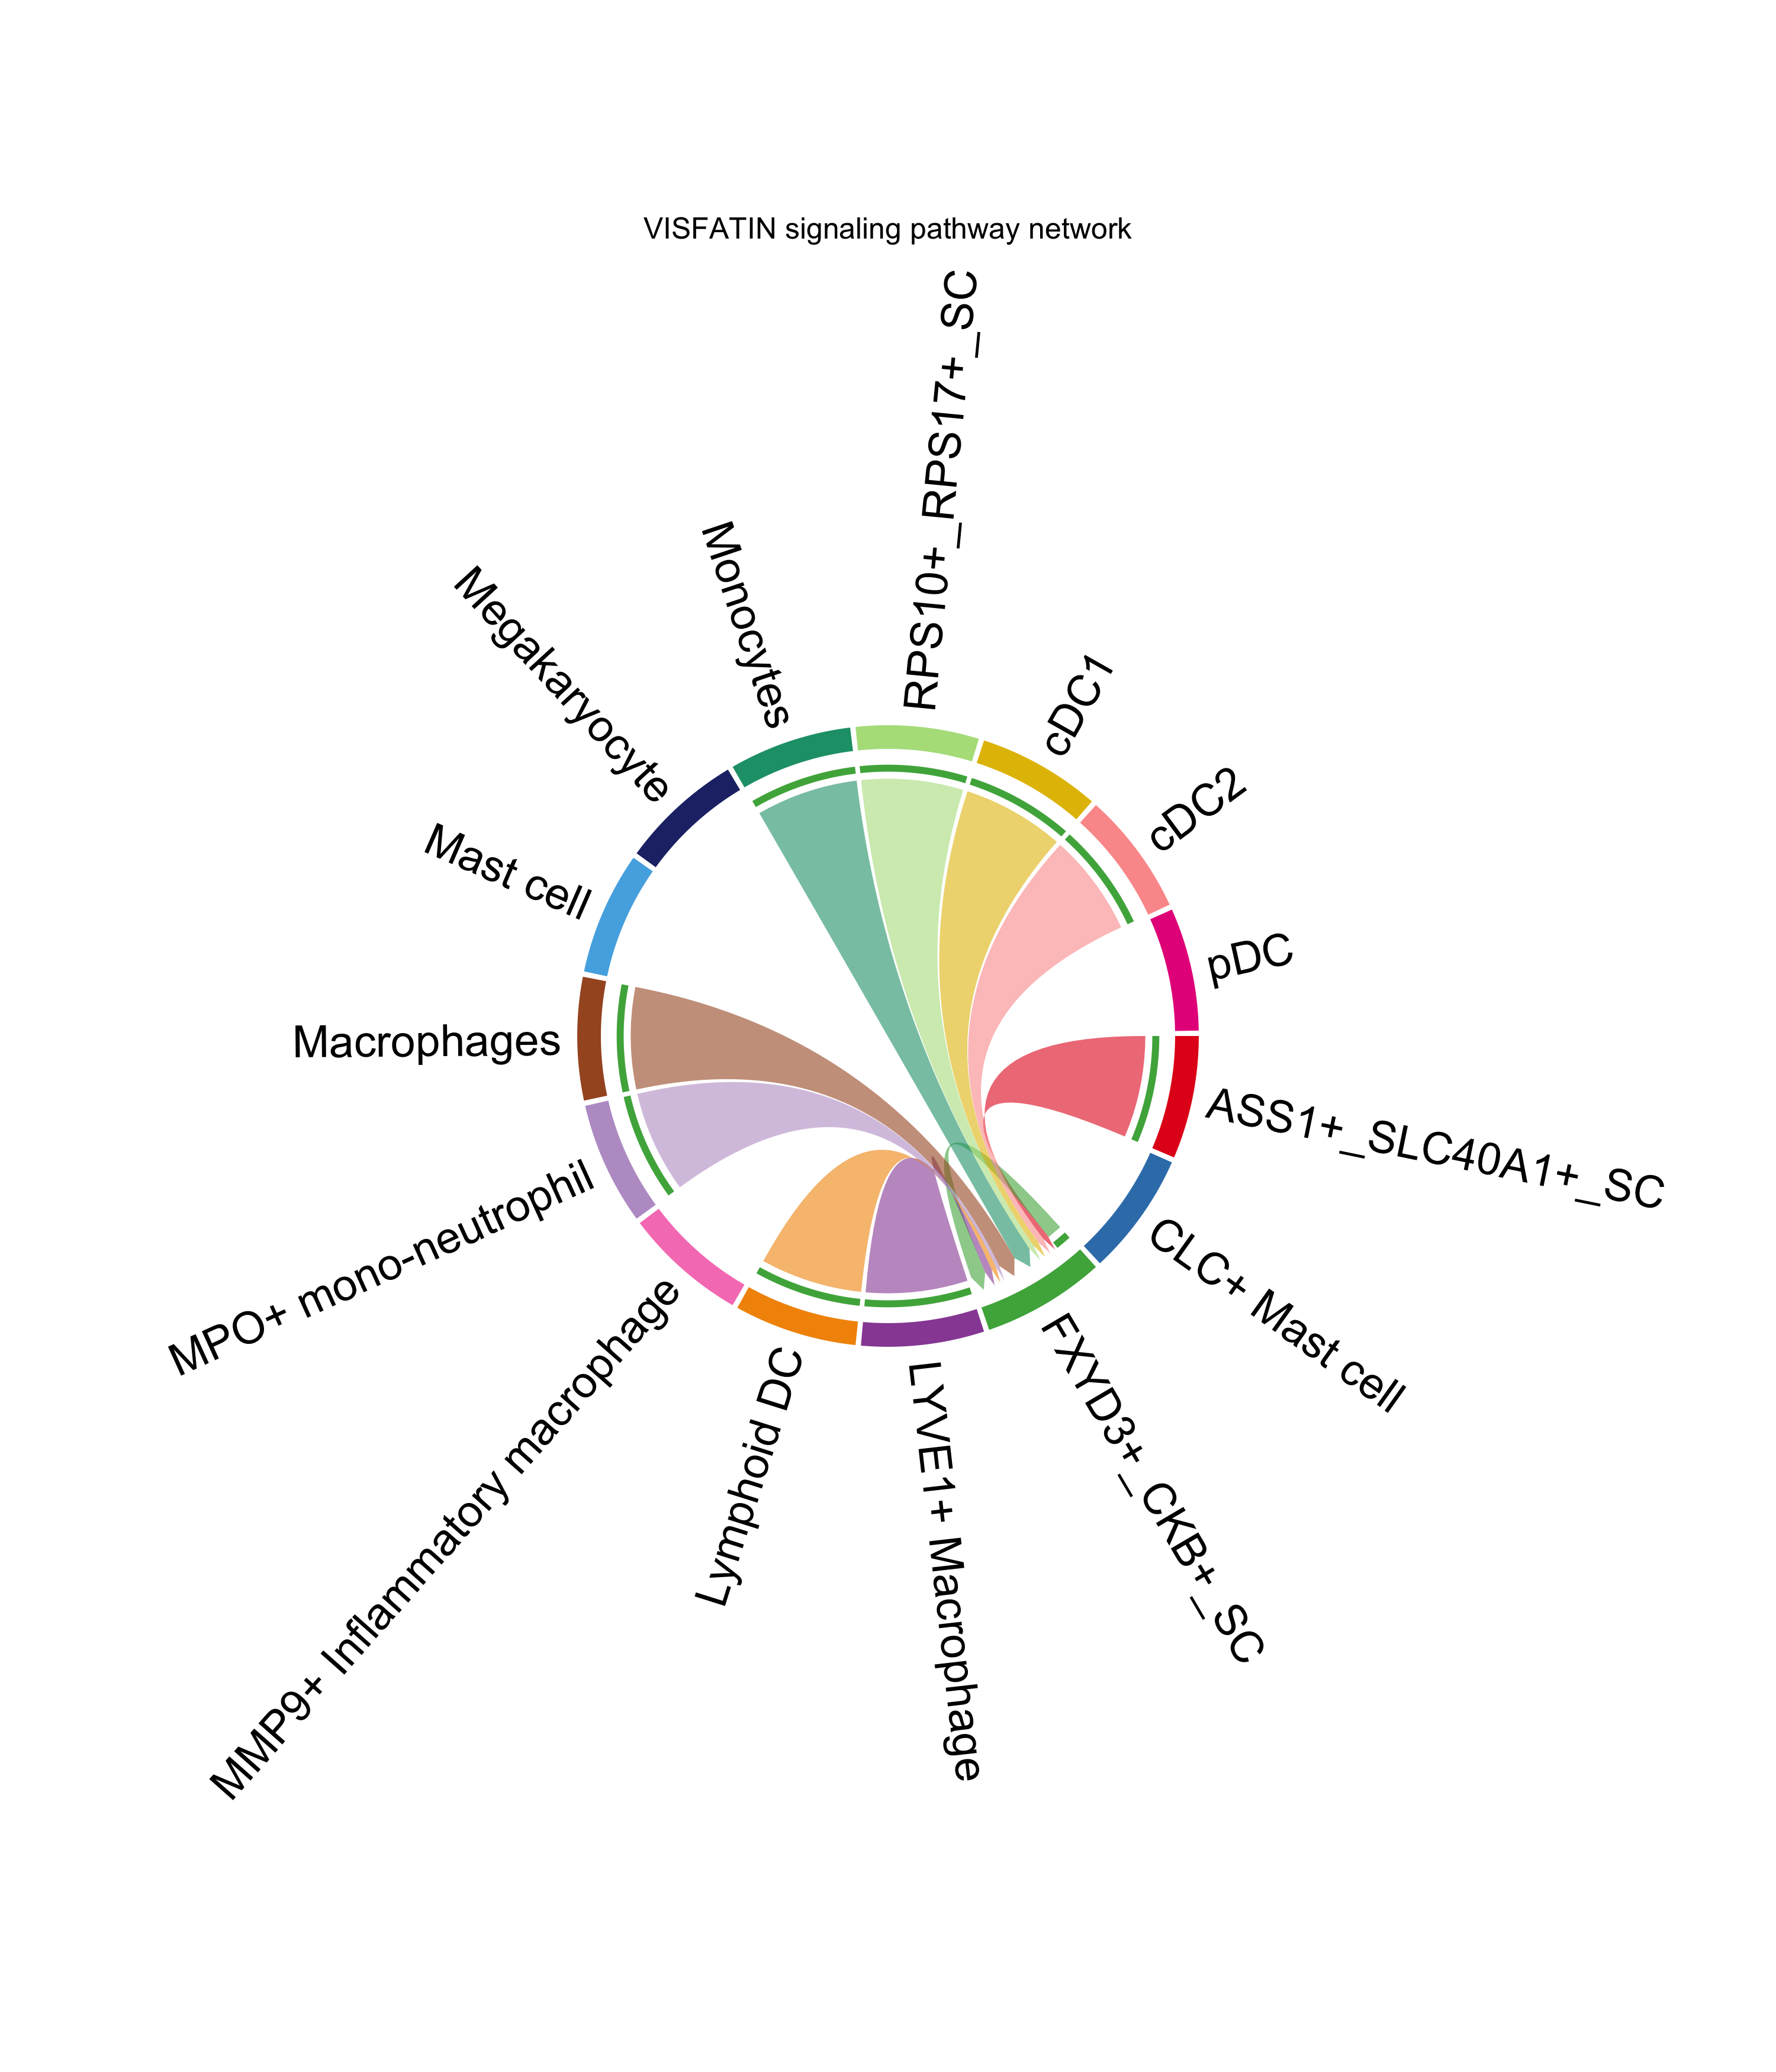 VISFATIN signaling pathway network
RPS10+_RPS17+_SC
cDC1
cDC2
pDC
ASS1+_SLC40A1+_SC
CLC+ Mast cell
FXYD3+_CKB+_SC
LYVE1+ Macrophage
Lymphoid DC
MMP9+ Inflammatory macrophage
MPO+ mono-neutrophil
Macrophages
Mast cell
Megakaryocyte
Monocytes